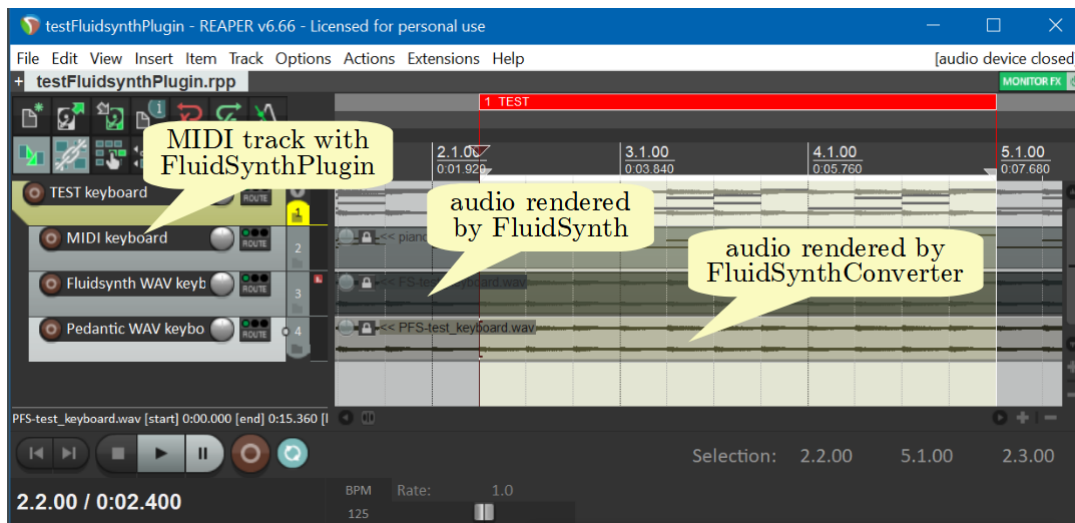 testFluidsynthPlugin - REAPER v6.66 - Licensed for personal use
File Edit View Insert Item Track Options Actions Extensions Help [audio device closed
+ testFluidsynthPlugin.rpp
MONITOR FX
1 TEST
MIDI track with
FluidSynthPlugin
2.1.00 3.1.00 4.1.00 5.1.00
0:01.920 0:03.840 0:05.760 0:07.680
TEST keyboard ROUTE 1
audio rendered
by FluidSynth
MIDI keyboard ROUTE 2 << piano
audio rendered by
FluidSynthConverter
Fluidsynth WAV keyb ROUTE 3 << FS-test_keyboard.wav
Pedantic WAV keybo ROUTE 4 << PFS-test_keyboard.wav
PFS-test_keyboard.wav [start] 0:00.000 [end] 0:15.360 [l
Selection: 2.2.00 5.1.00 2.3.00
2.2.00 / 0:02.400
BPM Rate: 1.0
125